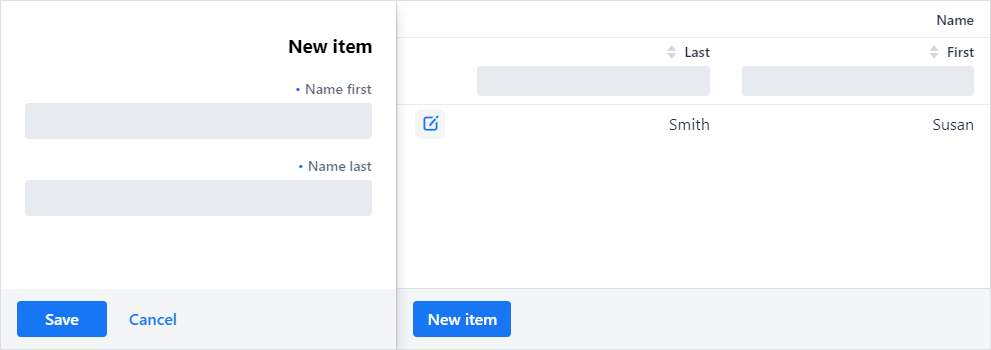 New item
• Name first
• Name last
Save Cancel
Name
Last First
Smith Susan
New item